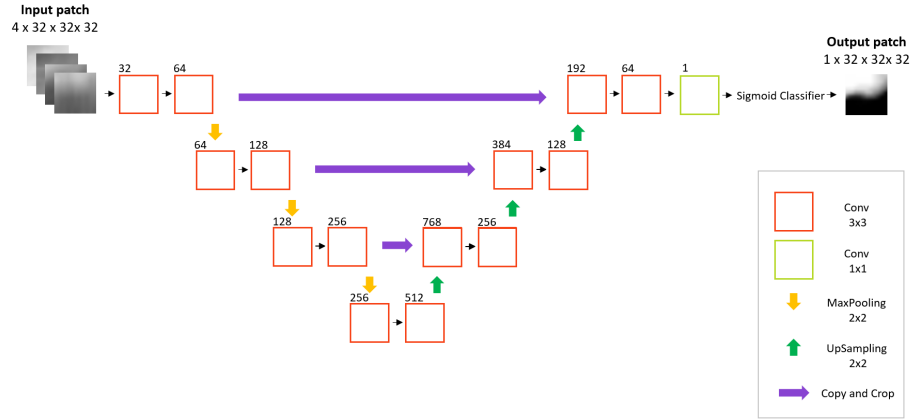 Input patch
4 x 32 x 32x 32
Output patch
1 x 32 x 32x 32
32
64
192
64
1
Sigmoid Classifier
64
128
384
128
128
256
768
256
256
512
Conv
3x3
Conv
1x1
MaxPooling
2x2
UpSampling
2x2
Copy and Crop